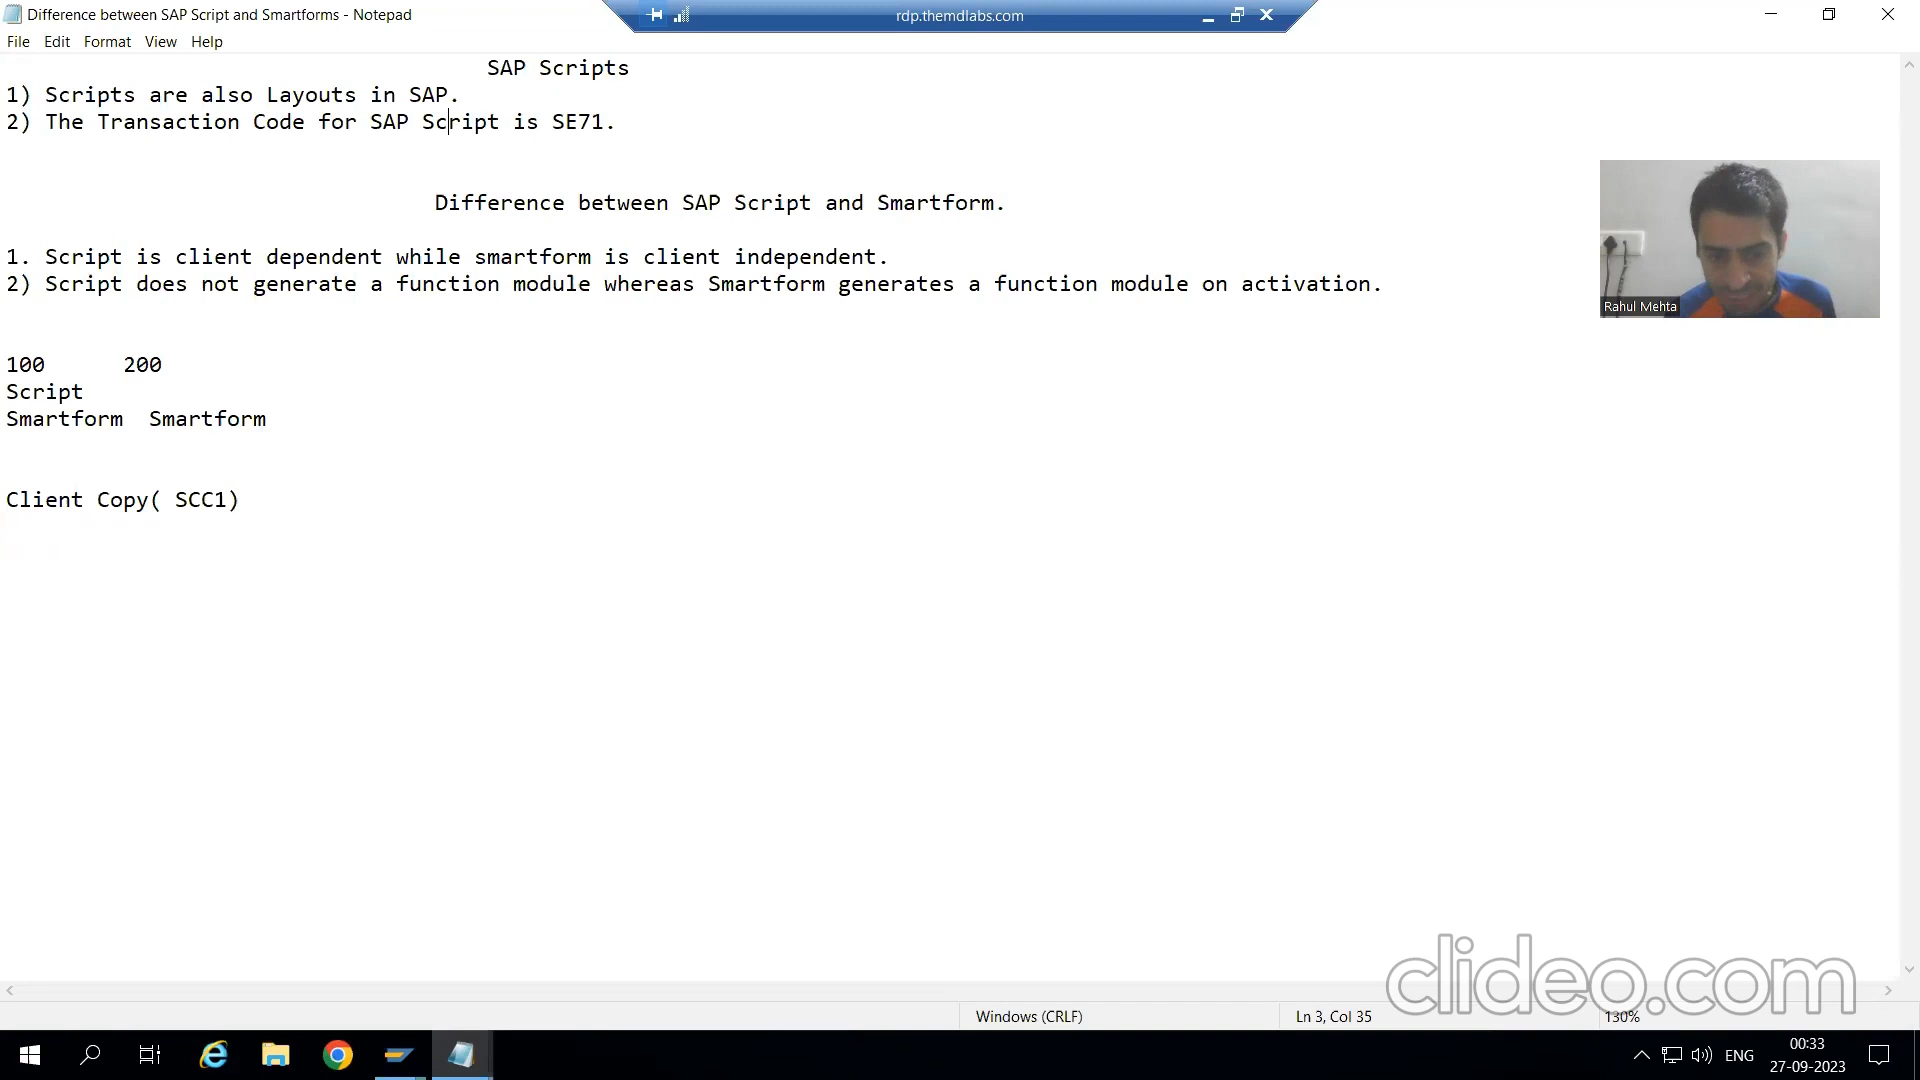 Difference between SAP Script and Smartforms - Notepad
rdp.themdlabs.com
File Edit Format View Help
SAP Scripts
1) Scripts are also Layouts in SAP.
2) The Transaction Code for SAP Script is SE71.
Difference between SAP Script and Smartform.
1. Script is client dependent while smartform is client independent.
2) Script does not generate a function module whereas Smartform generates a function module on activation.
Rahul Mehta
100 200
Script
Smartform Smartform
Client Copy( SCC1)
clideo.com
Windows (CRLF) Ln 3, Col 35 130%
ENG
00:33
27-09-2023